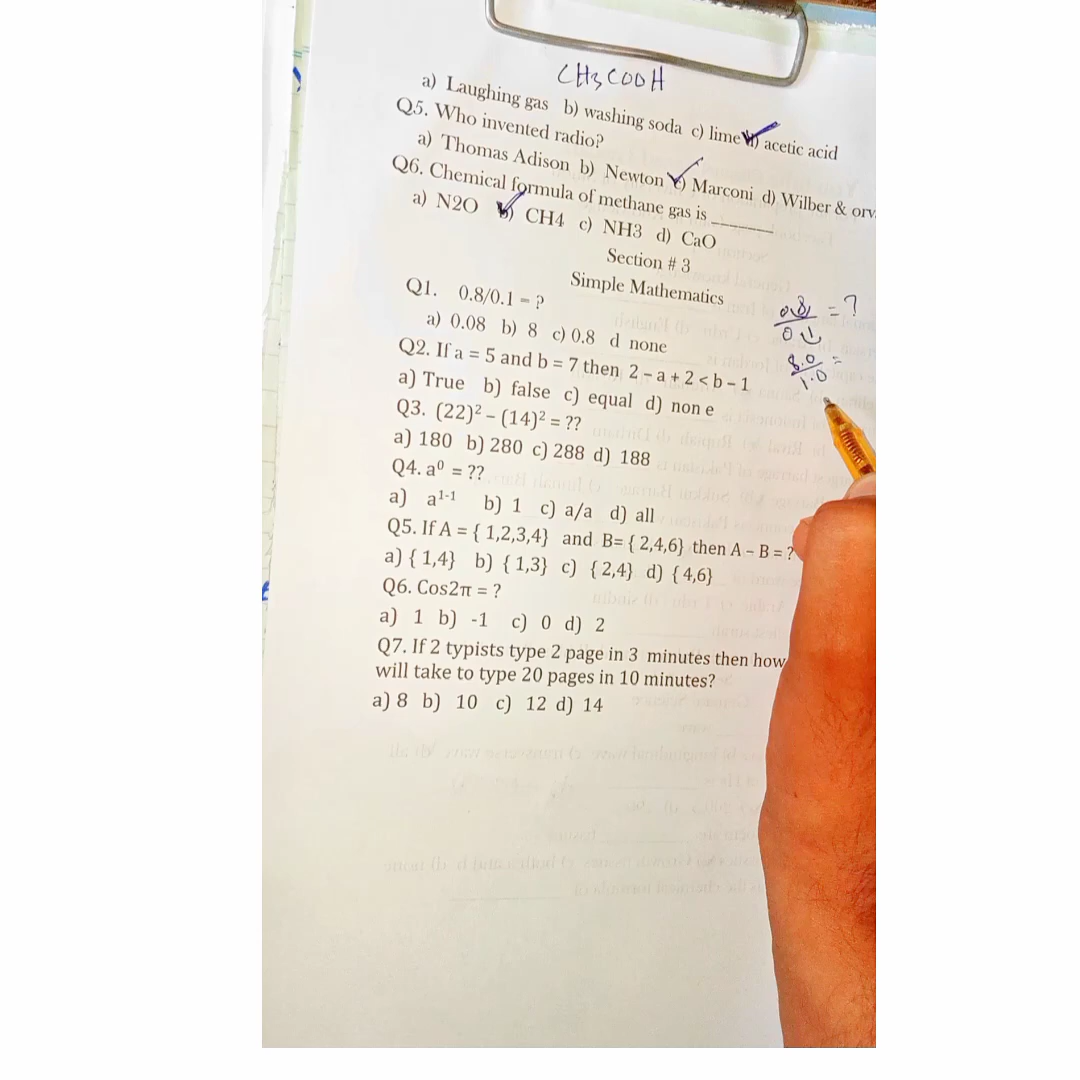 CH3COOH
a) Laughing gas b) washing soda c) lime d) acetic acid
Q5. Who invented radio?
a) Thomas Adison b) Newton c) Marconi d) Wilber & orv
Q6. Chemical formula of methane gas is ______
a) N2O b) CH4 c) NH3 d) CaO
Section # 3
Simple Mathematics
Q1. 0.8/0.1 = ?
a) 0.08 b) 8 c) 0.8 d none
0.8/0.1 = ?
8.0/1.0 =
Q2. If a = 5 and b = 7 then 2 – a + 2 < b – 1
a) True b) false c) equal d) non e
Q3. (22)² – (14)² = ??
a) 180 b) 280 c) 288 d) 188
Q4. a⁰ = ??
a) a¹⁻¹ b) 1 c) a/a d) all
Q5. If A = { 1,2,3,4} and B= { 2,4,6} then A – B = ?
a) { 1,4} b) { 1,3} c) { 2,4} d) { 4,6}
Q6. Cos2π = ?
a) 1 b) -1 c) 0 d) 2
Q7. If 2 typists type 2 page in 3 minutes then how
will take to type 20 pages in 10 minutes?
a) 8 b) 10 c) 12 d) 14